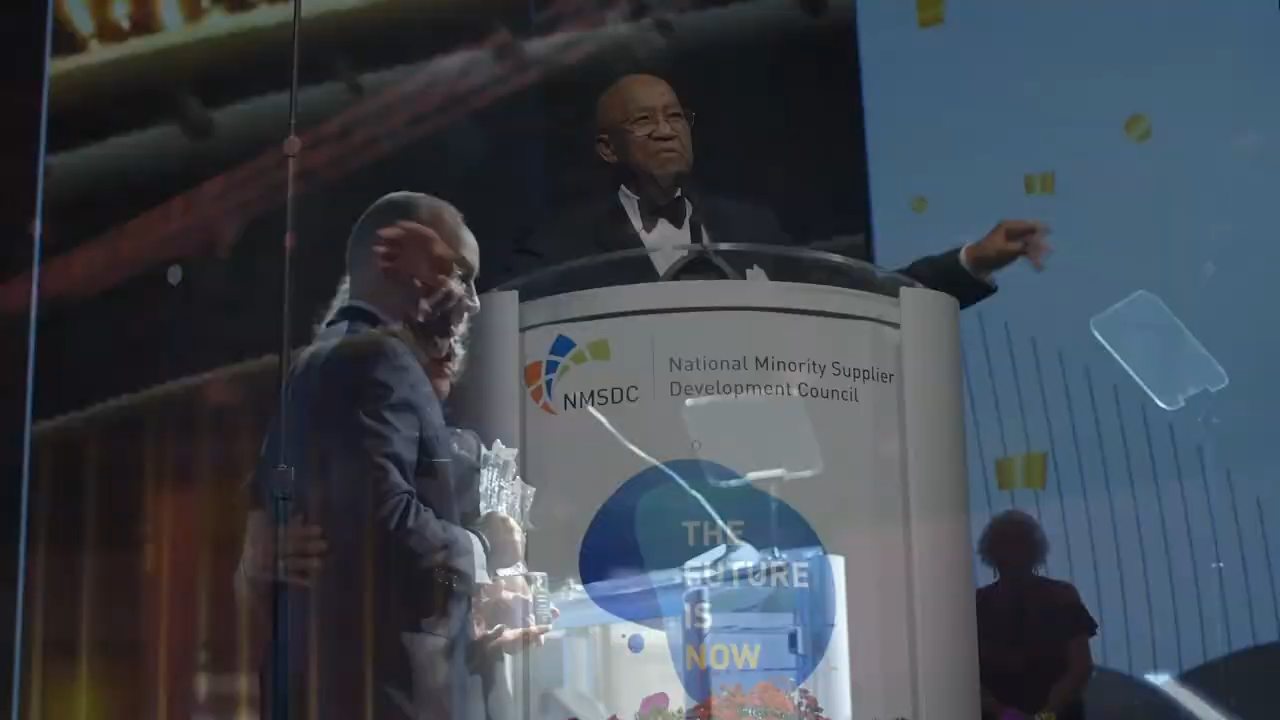 NMSDC
National Minority Supplier
Development Council
THE
FUTURE
IS
NOW